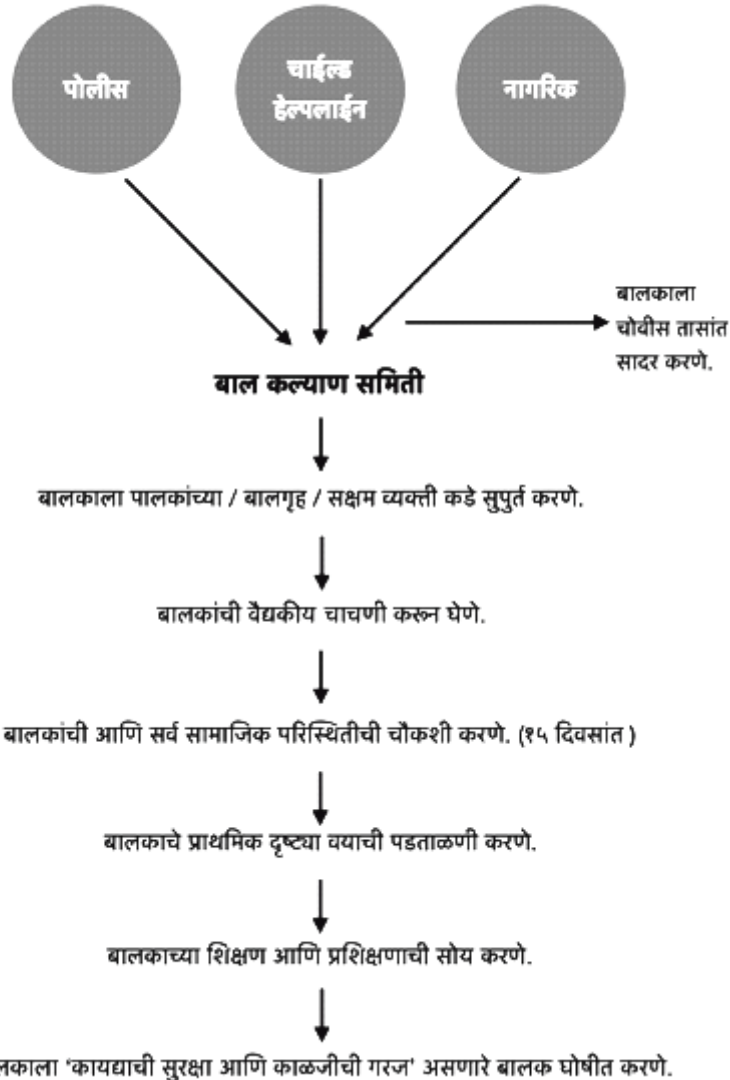 पोलीस
चाईल्ड
हेल्पलाईन
नागरिक
बालकाला
चोवीस तासांत
सादर करणे.
बाल कल्याण समिती
बालकाला पालकांच्या / बालगृह / सक्षम व्यक्ती कडे सुपुर्त करणे.
बालकांची वैद्यकीय चाचणी करून घेणे.
बालकांची आणि सर्व सामाजिक परिस्थितीची चौकशी करणे. (१५ दिवसांत )
बालकाचे प्राथमिक दृष्ट्या वयाची पडताळणी करणे.
बालकाच्या शिक्षण आणि प्रशिक्षणाची सोय करणे.
लकाला ‘कायद्याची सुरक्षा आणि काळजीची गरज' असणारे बालक घोषीत करणे.